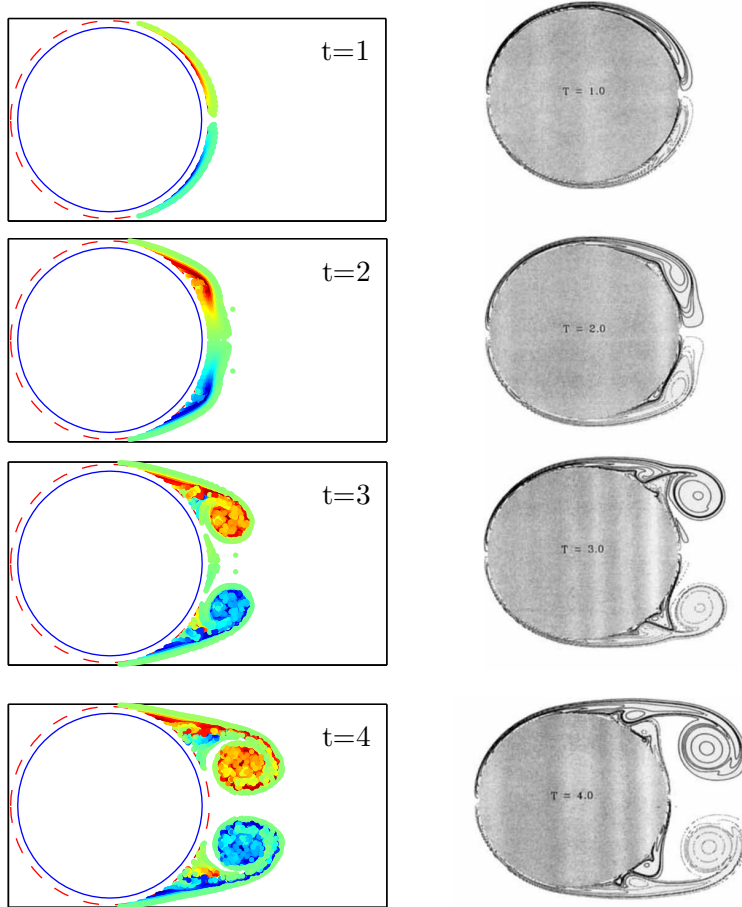 t=1
T = 1.0
t=2
T = 2.0
t=3
T = 3.0
t=4
T = 4.0